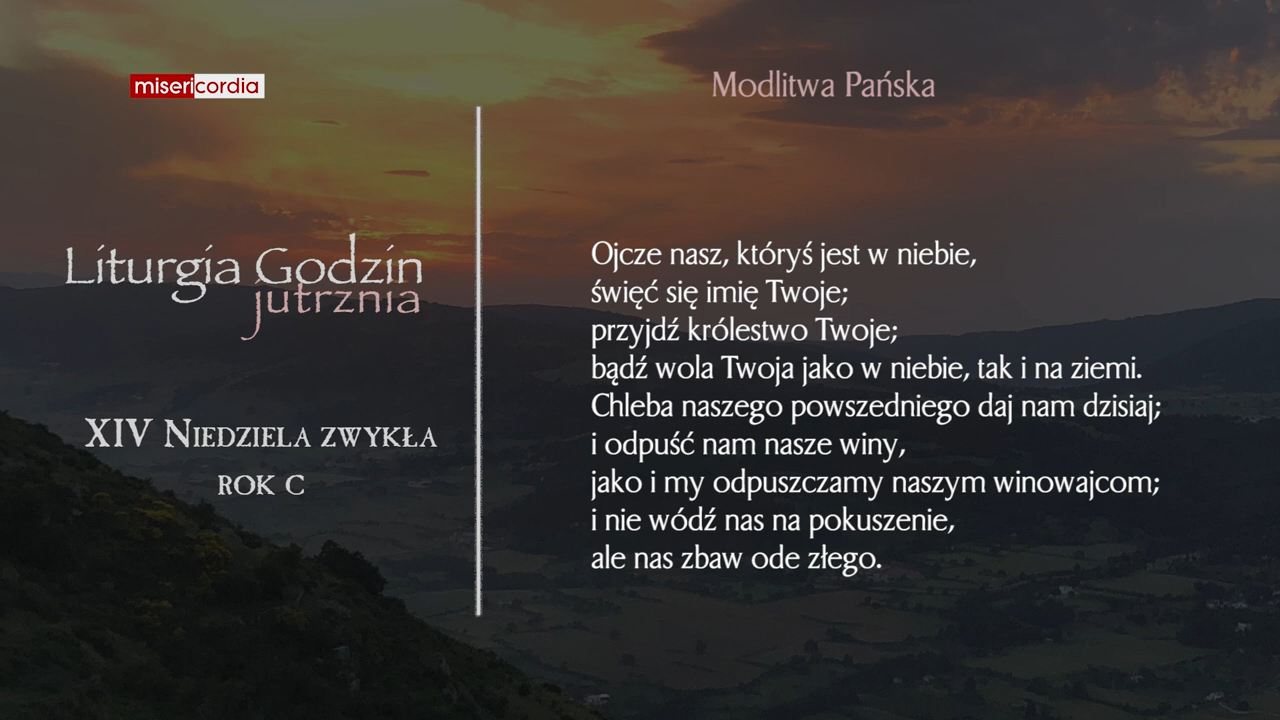 misericordia
Liturgia Godzin
jutrznia
XIV Niedziela zwykła
rok C
Modlitwa Pańska
Ojcze nasz, któryś jest w niebie,
święć się imię Twoje;
przyjdź królestwo Twoje;
bądź wola Twoja jako w niebie, tak i na ziemi.
Chleba naszego powszedniego daj nam dzisiaj;
i odpuść nam nasze winy,
jako i my odpuszczamy naszym winowajcom;
i nie wódź nas na pokuszenie,
ale nas zbaw ode złego.